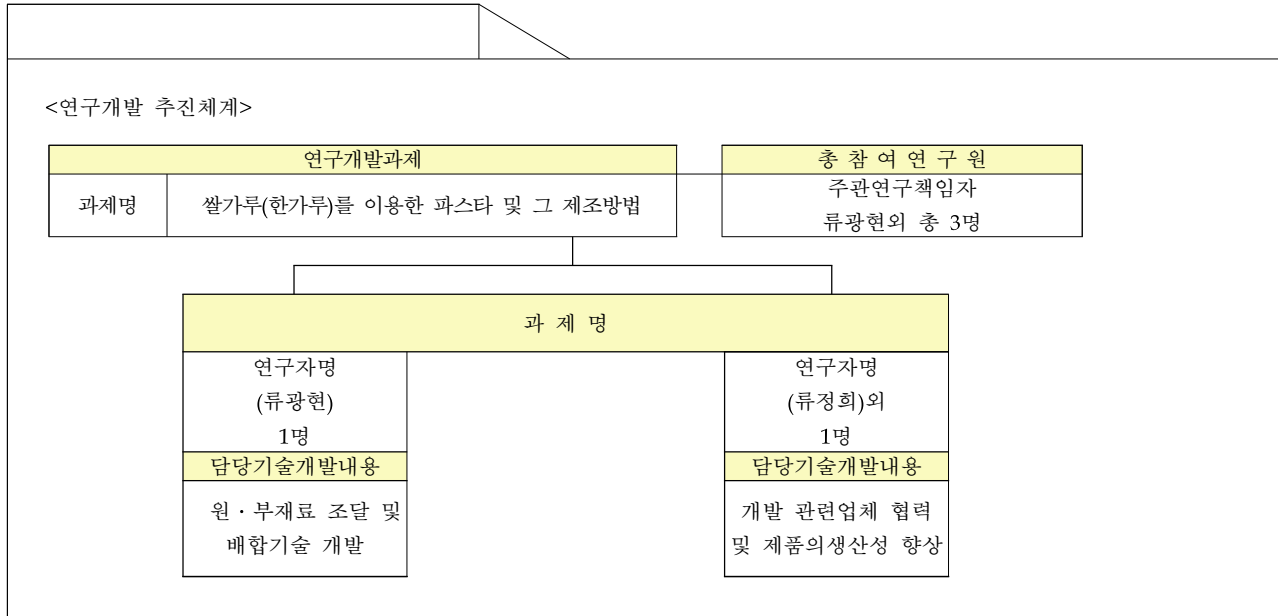 <연구개발 추진체계>
연구개발과제
총 참 여 연 구 원
과제명
쌀가루(한가루)를 이용한 파스타 및 그 제조방법
주관연구책임자
류광현외 총 3명
과 제 명
연구자명
(류광현)
1명
연구자명
(류정희)외
1명
담당기술개발내용
담당기술개발내용
원·부재료 조달 및
배합기술 개발
개발 관련업체 협력
및 제품의생산성 향상